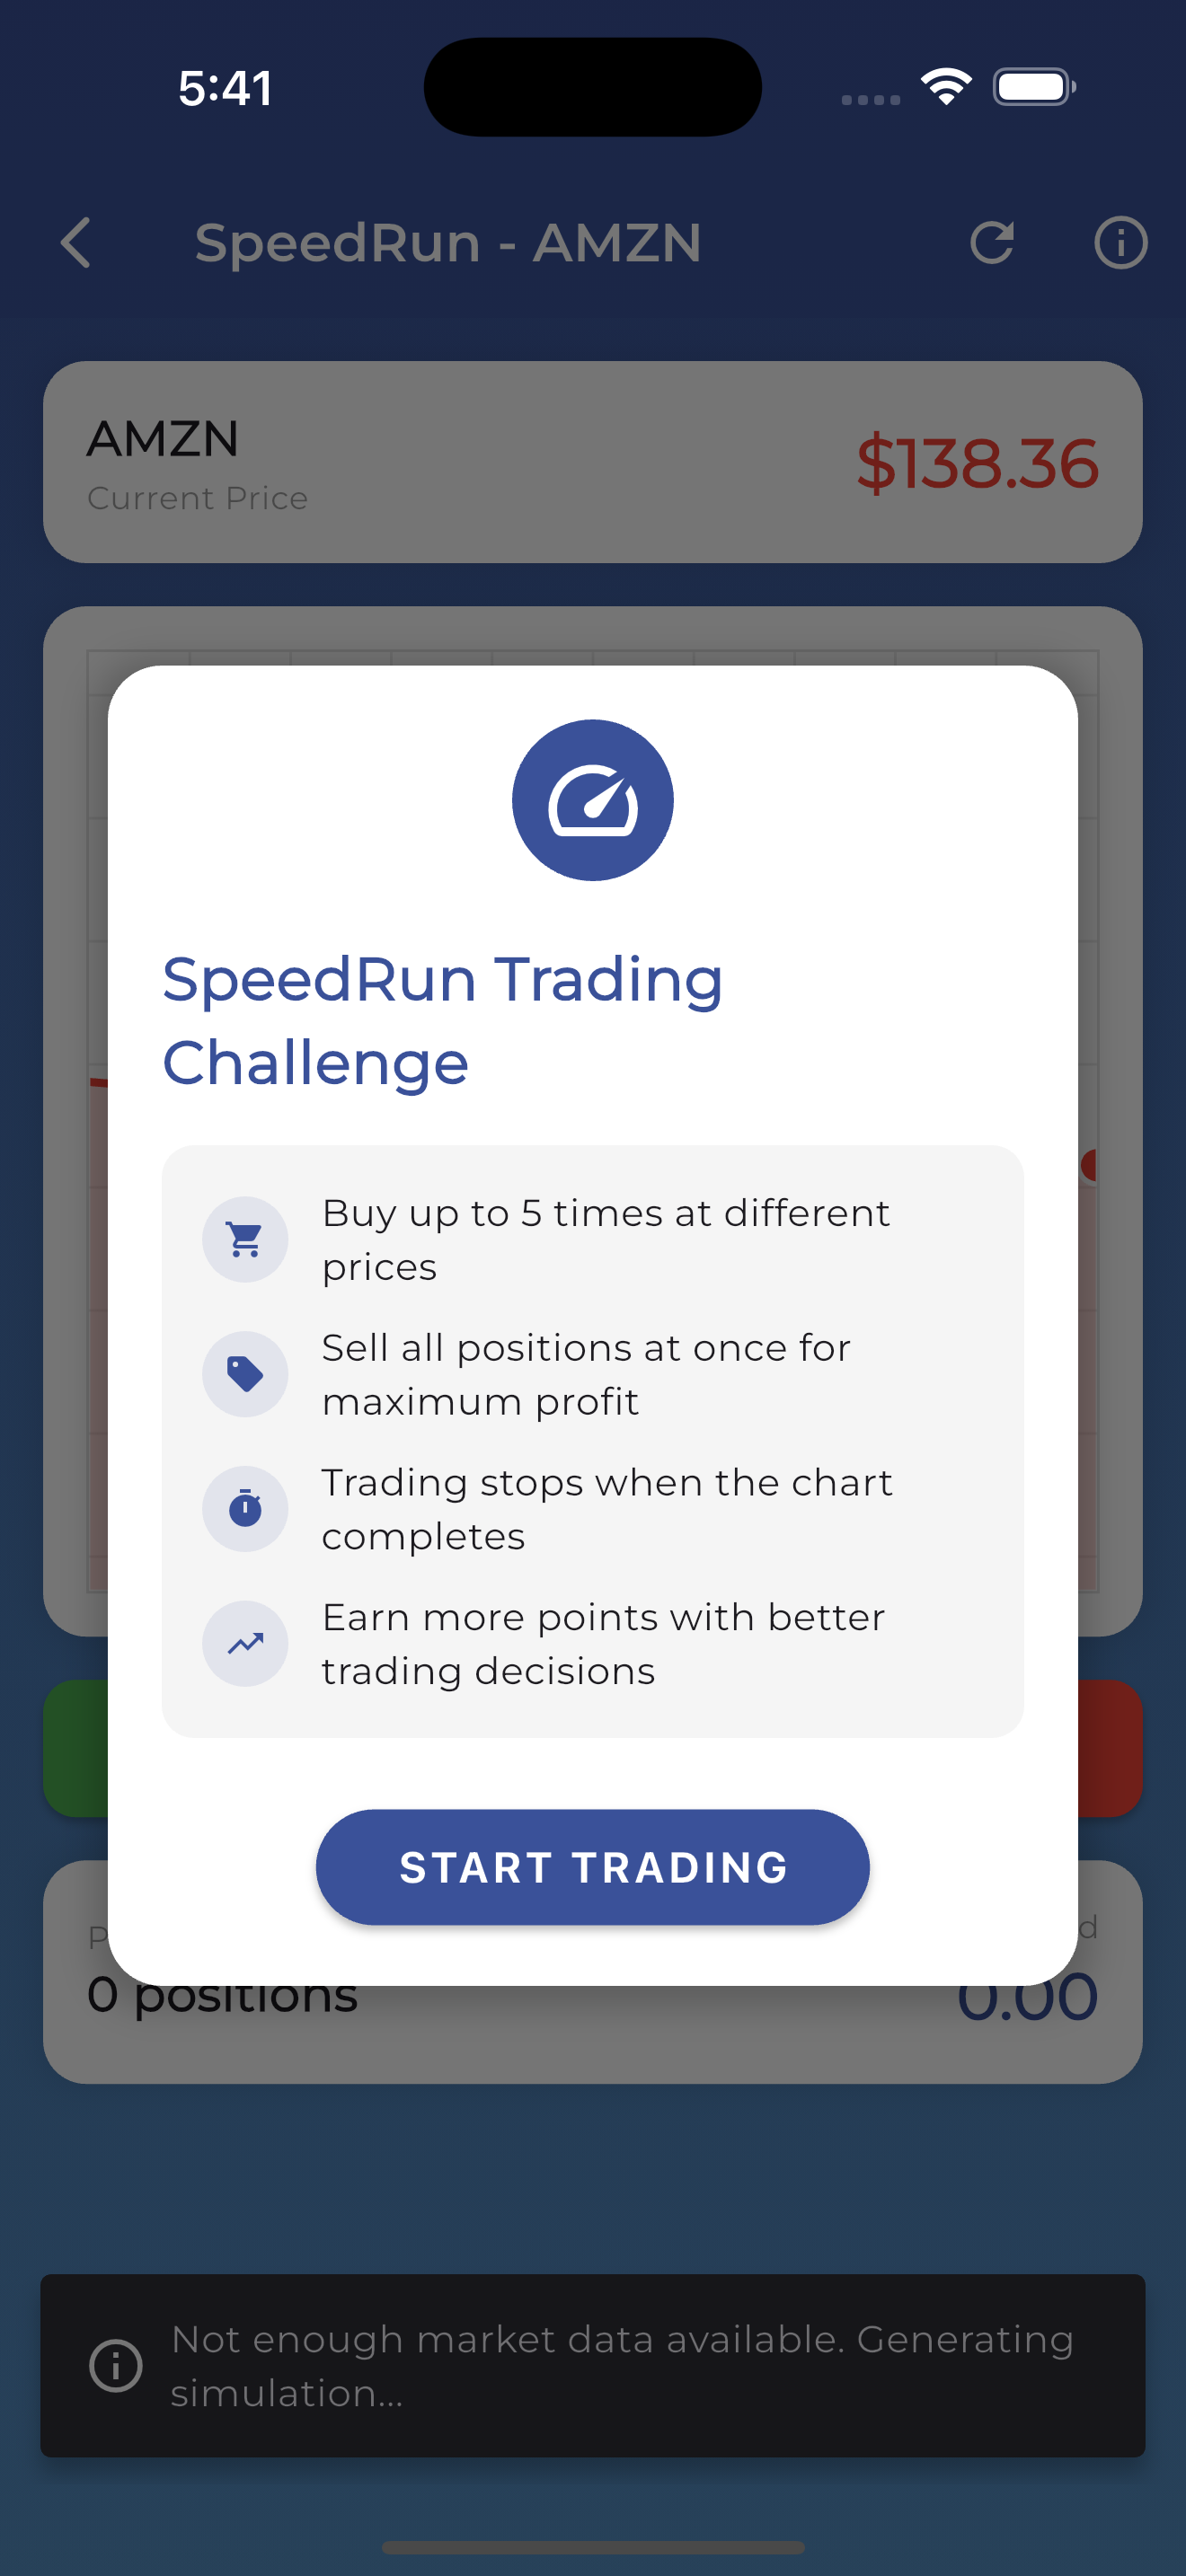 5:41
SpeedRun - AMZN
AMZN
Current Price
$138.36
SpeedRun Trading
Challenge
Buy up to 5 times at different
prices
Sell all positions at once for
maximum profit
Trading stops when the chart
completes
Earn more points with better
trading decisions
START TRADING
0 positions
0.00
Not enough market data available. Generating
simulation...